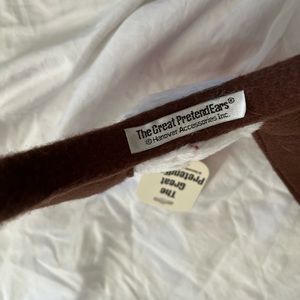 The Great PretendEars®
© Hanover Accessories Inc.
The
Great
Pretend